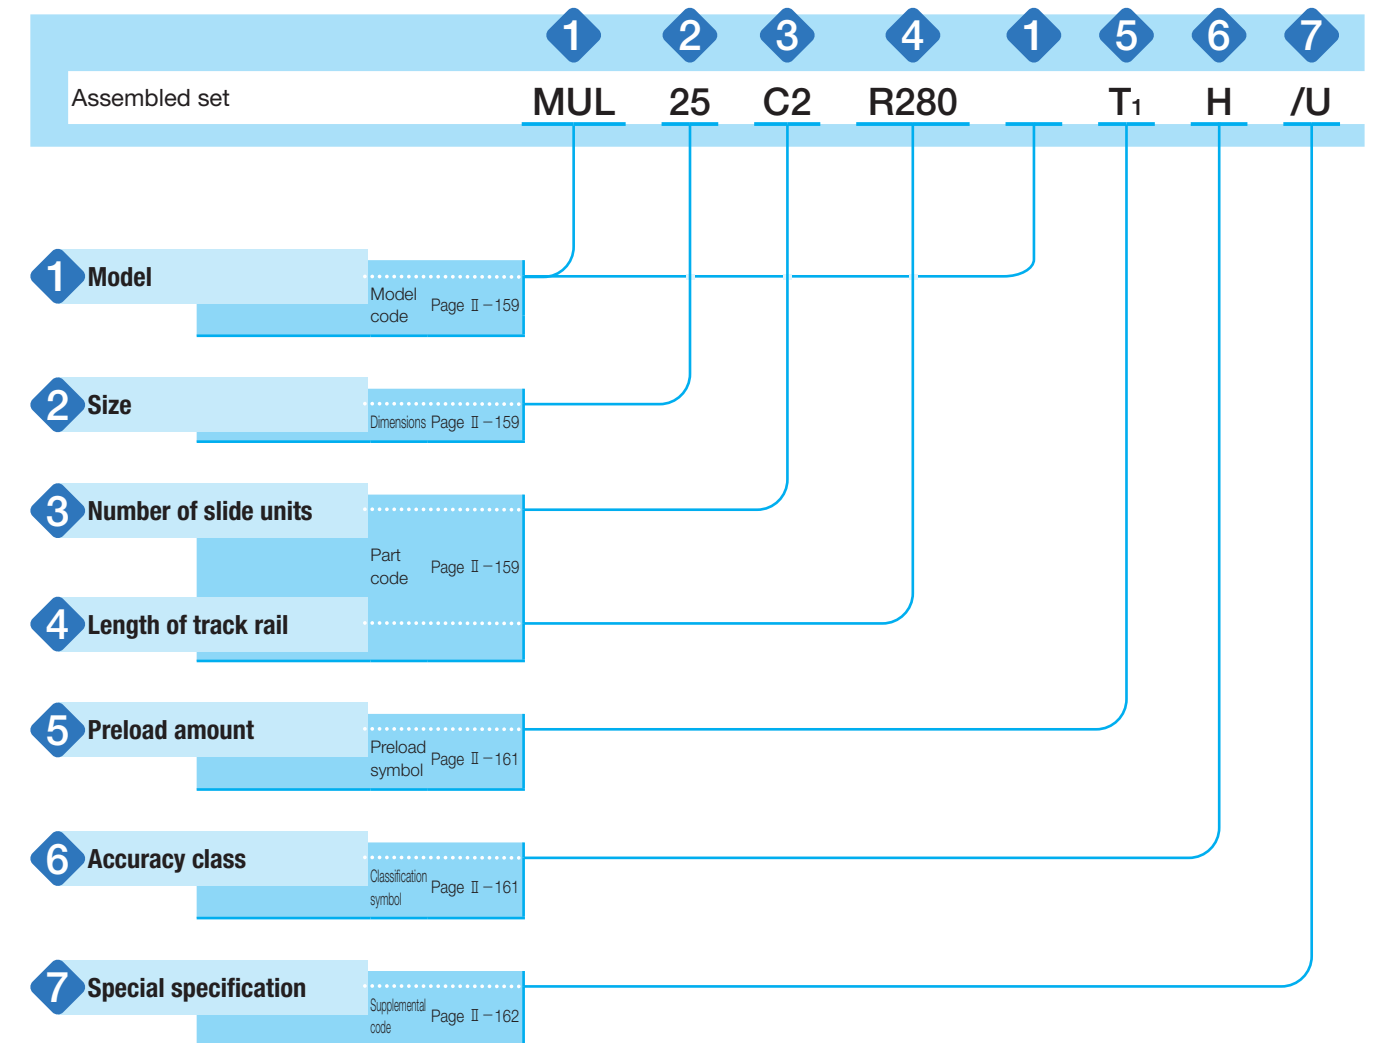 1 2 3 4 1 5 6 7
Assembled set MUL 25 C2 R280 T1 H /U
1 Model
Model code Page Ⅱ-159
2 Size
Dimensions Page Ⅱ-159
3 Number of slide units
Part code Page Ⅱ-159
4 Length of track rail
5 Preload amount
Preload symbol Page Ⅱ-161
6 Accuracy class
Classification symbol Page Ⅱ-161
7 Special specification
Supplemental code Page Ⅱ-162